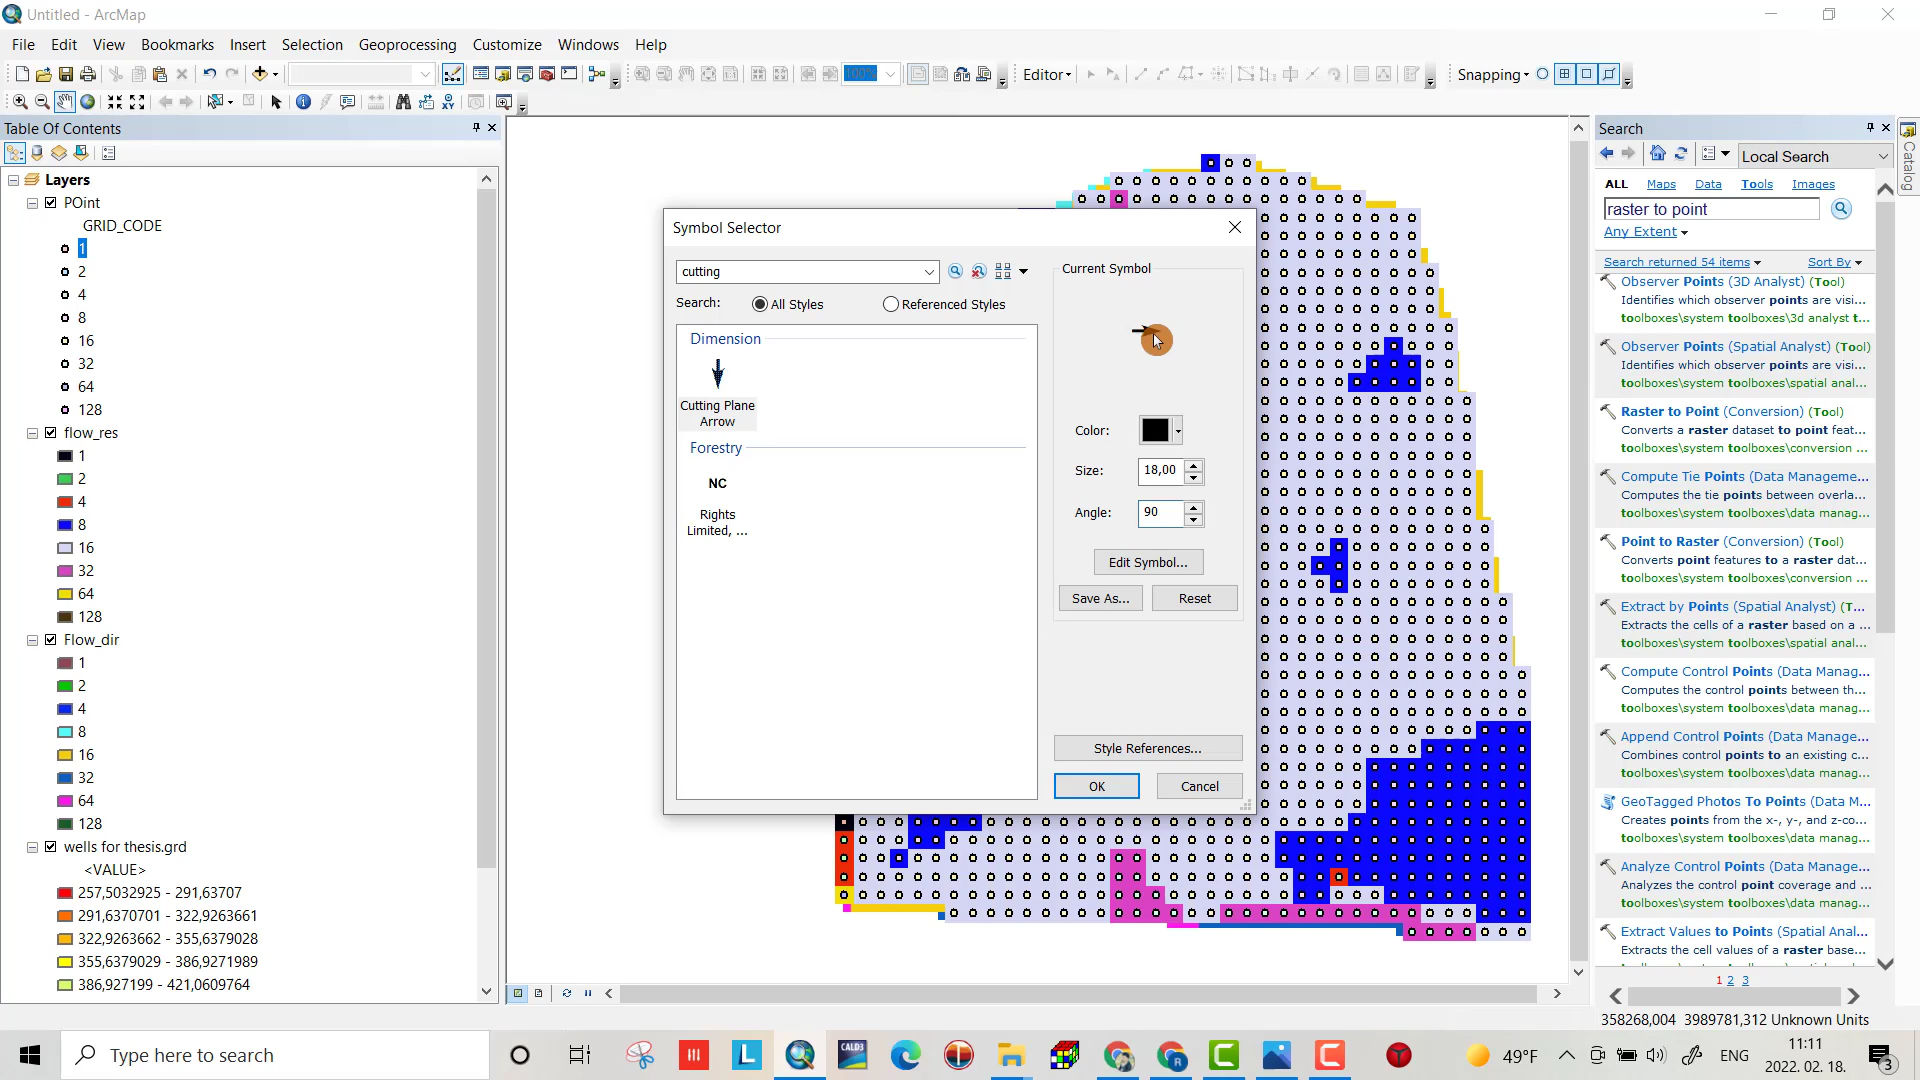 Untitled - ArcMap
File Edit View Bookmarks Insert Selection Geoprocessing Customize Windows Help
100%
Editor
Snapping
Table Of Contents
Layers
POint
GRID_CODE
1
2
4
8
16
32
64
128
flow_res
1
2
4
8
16
32
64
128
Flow_dir
1
2
4
8
16
32
64
128
wells for thesis.grd
<VALUE>
257,5032925 - 291,63707
291,6370701 - 322,9263661
322,9263662 - 355,6379028
355,6379029 - 386,9271989
386,927199 - 421,0609764
Symbol Selector
cutting
Search:
All Styles
Referenced Styles
Dimension
Cutting Plane
Arrow
Forestry
NC
Rights
Limited, ...
Current Symbol
Color:
Size:
18,00
Angle:
90
Edit Symbol...
Save As...
Reset
Style References...
OK
Cancel
Search
Local Search
ALL Maps Data Tools Images
raster to point
Any Extent
Search returned 54 items
Sort By
Observer Points (3D Analyst) (Tool)
Identifies which observer points are visi...
toolboxes\system toolboxes\3d analyst t...
Observer Points (Spatial Analyst) (Tool)
Identifies which observer points are visi...
toolboxes\system toolboxes\spatial anal...
Raster to Point (Conversion) (Tool)
Converts a raster dataset to point feat...
toolboxes\system toolboxes\conversion ...
Compute Tie Points (Data Manageme...
Computes the tie points between overla...
toolboxes\system toolboxes\data manag...
Point to Raster (Conversion) (Tool)
Converts point features to a raster dat...
toolboxes\system toolboxes\conversion ...
Extract by Points (Spatial Analyst) (T...
Extracts the cells of a raster based on a ...
toolboxes\system toolboxes\spatial anal...
Compute Control Points (Data Manag...
Computes the control points between th...
toolboxes\system toolboxes\data manag...
Append Control Points (Data Manage...
Combines control points to an existing c...
toolboxes\system toolboxes\data manag...
GeoTagged Photos To Points (Data M...
Creates points from the x-, y-, and z-co...
toolboxes\system toolboxes\data manag...
Analyze Control Points (Data Manage...
Analyzes the control point coverage and ...
toolboxes\system toolboxes\data manag...
Extract Values to Points (Spatial Anal...
Extracts the cell values of a raster base...
1 2 3
Catalog
358268,004 3989781,312 Unknown Units
Type here to search
L
CALD3
R
49°F
ENG
11:11
2022. 02. 18.
3